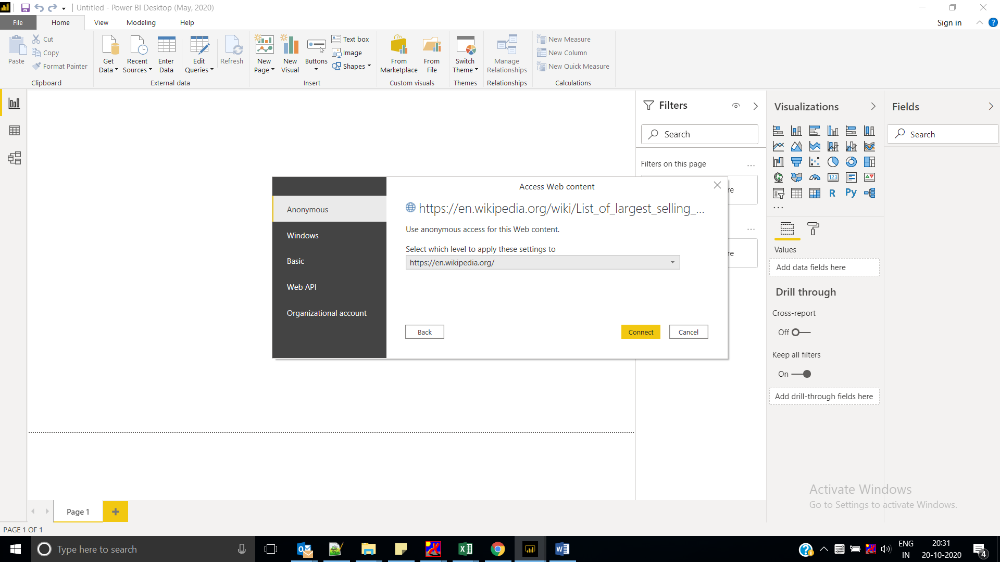 Untitled - Power BI Desktop (May, 2020)
File
Home
View
Modeling
Help
Sign in
?
Paste
Cut
Copy
Format Painter
Clipboard
Get Data
Recent Sources
Enter Data
Edit Queries
Refresh
External data
New Page
New Visual
Buttons
Text box
Image
Shapes
Insert
From Marketplace
From File
Custom visuals
Switch Theme
Themes
Manage Relationships
Relationships
New Measure
New Column
New Quick Measure
Calculations
Filters
Search
Filters on this page
...
re
...
re
Visualizations
123
R
Py
...
Values
Add data fields here
Drill through
Cross-report
Off
Keep all filters
On
Add drill-through fields here
Fields
Search
Access Web content
Anonymous
Windows
Basic
Web API
Organizational account
https://en.wikipedia.org/wiki/List_of_largest_selling_...
Use anonymous access for this Web content.
Select which level to apply these settings to
https://en.wikipedia.org/
Back
Connect
Cancel
Activate Windows
Go to Settings to activate Windows.
Page 1
PAGE 1 OF 1
Type here to search
ENG
IN
20:31
20-10-2020
4